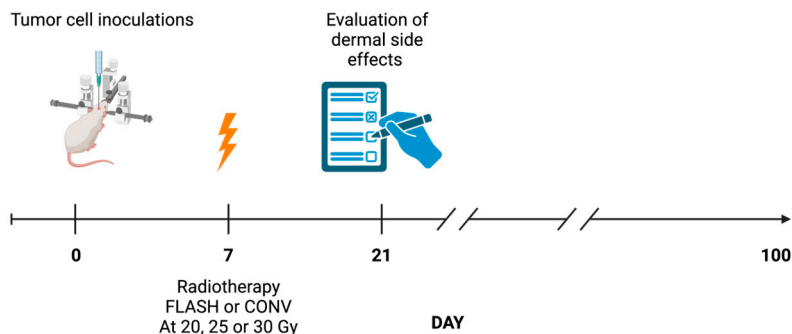 Tumor cell inoculations
Evaluation of
dermal side
effects
0
7
21
100
Radiotherapy
FLASH or CONV
At 20, 25 or 30 Gy
DAY